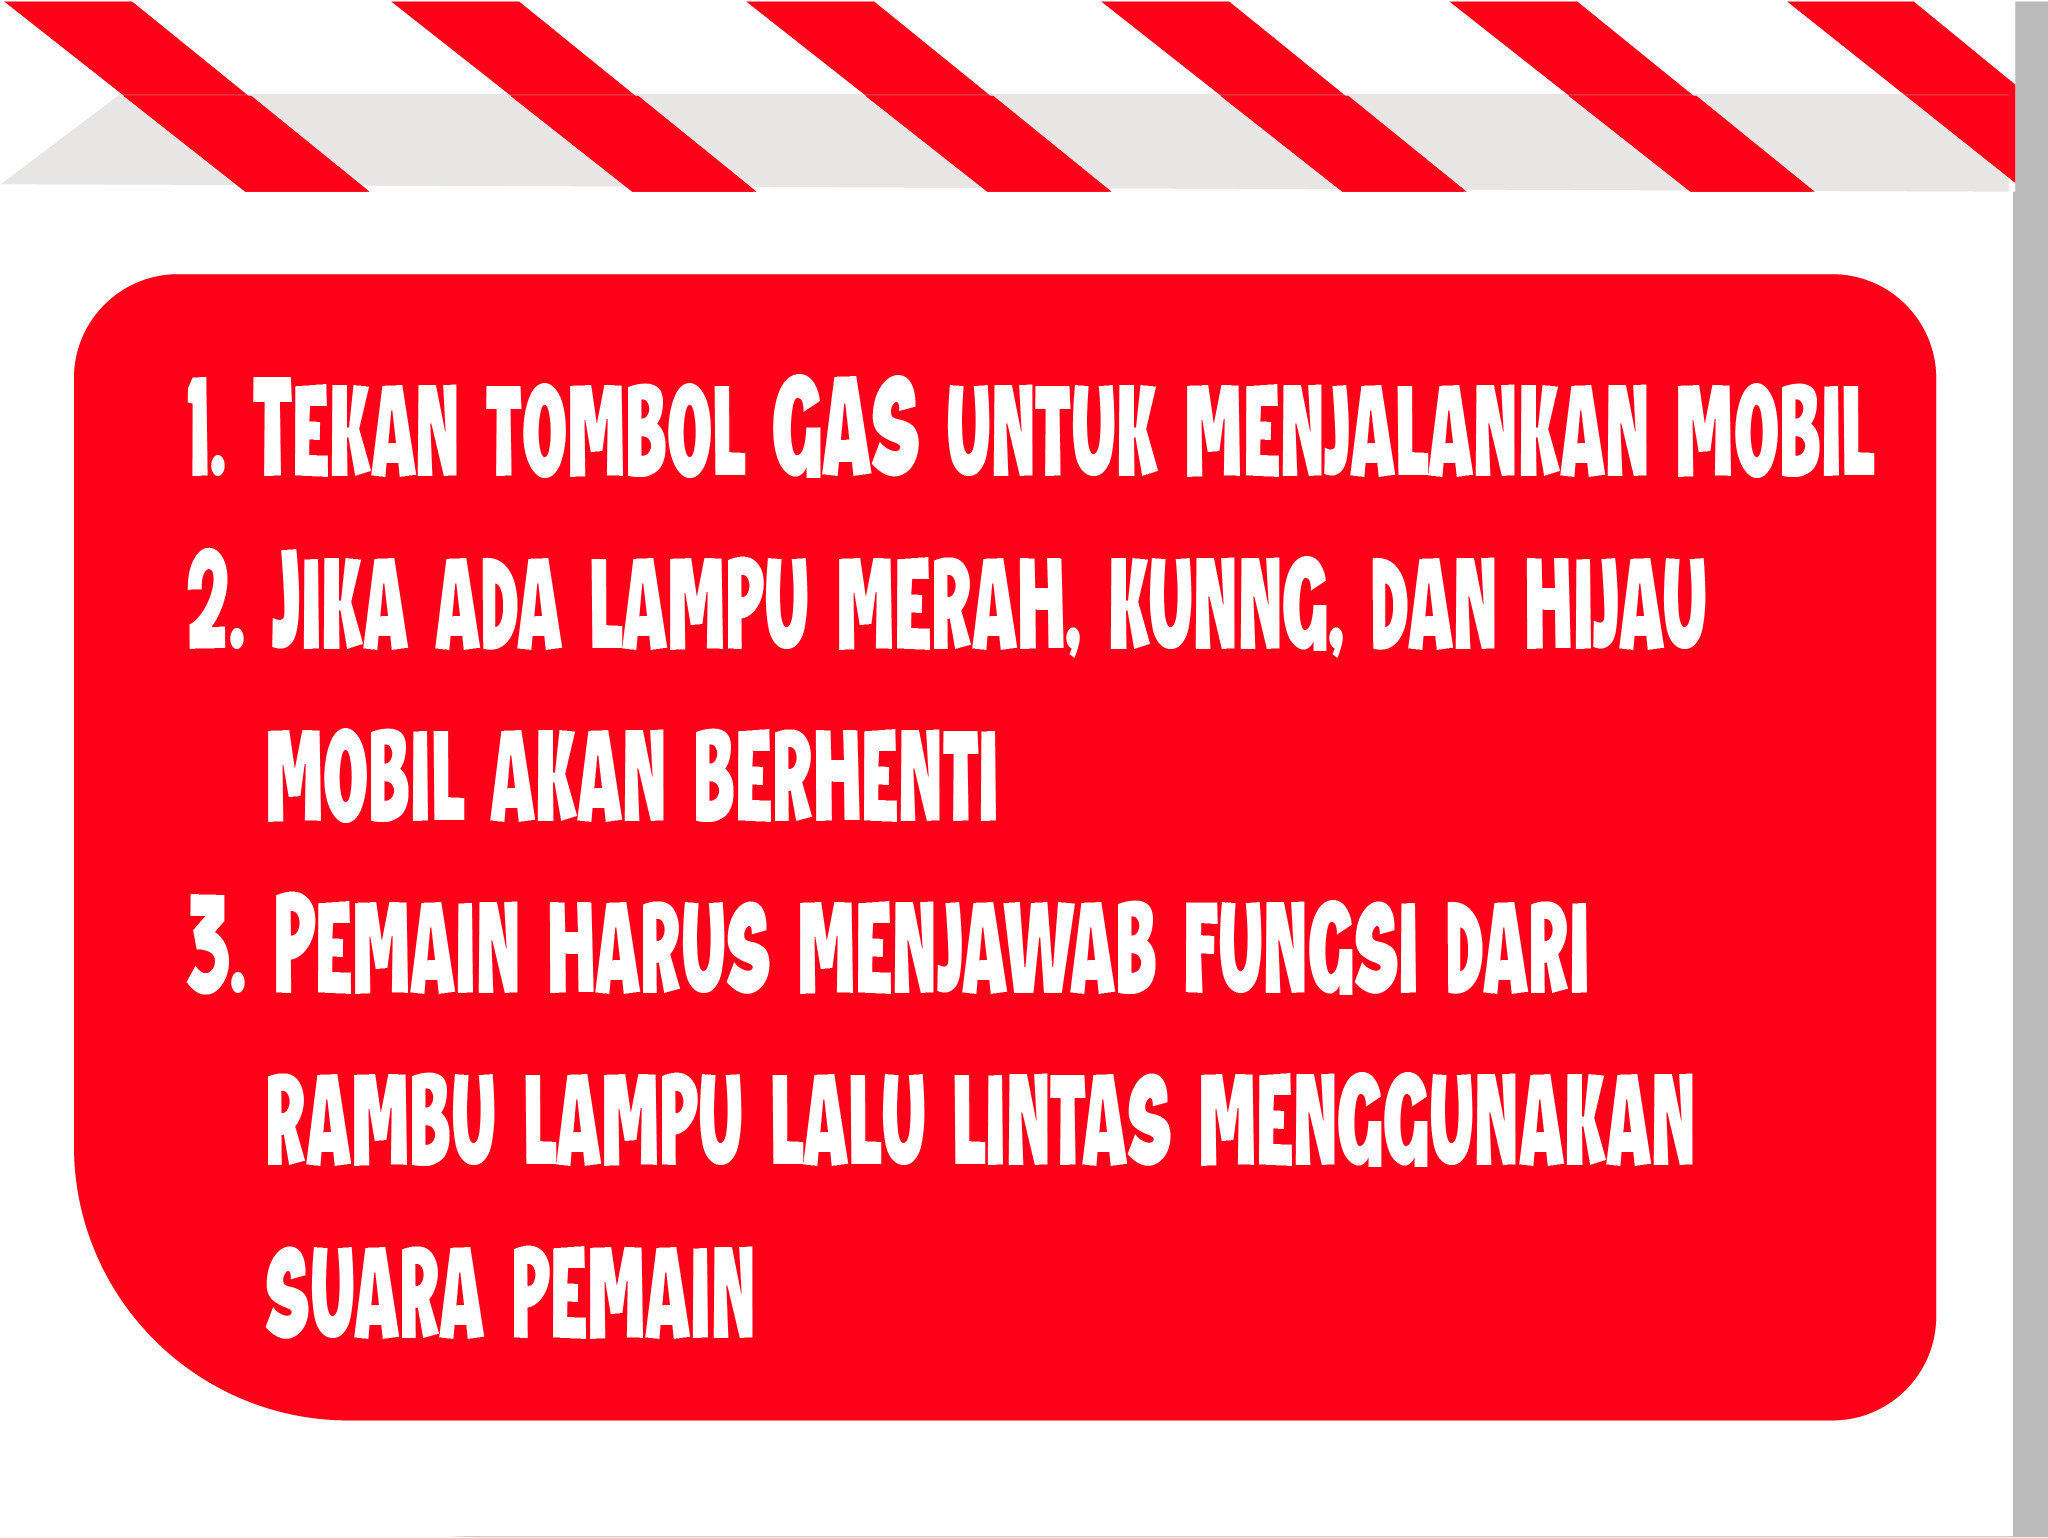 1. Tekan tombol GAS untuk menjalankan mobil
2. Jika ada lampu merah, kunng, dan hijau
mobil akan berhenti
3. Pemain harus menjawab fungsi dari
rambu lampu lalu lintas menggunakan
suara pemain